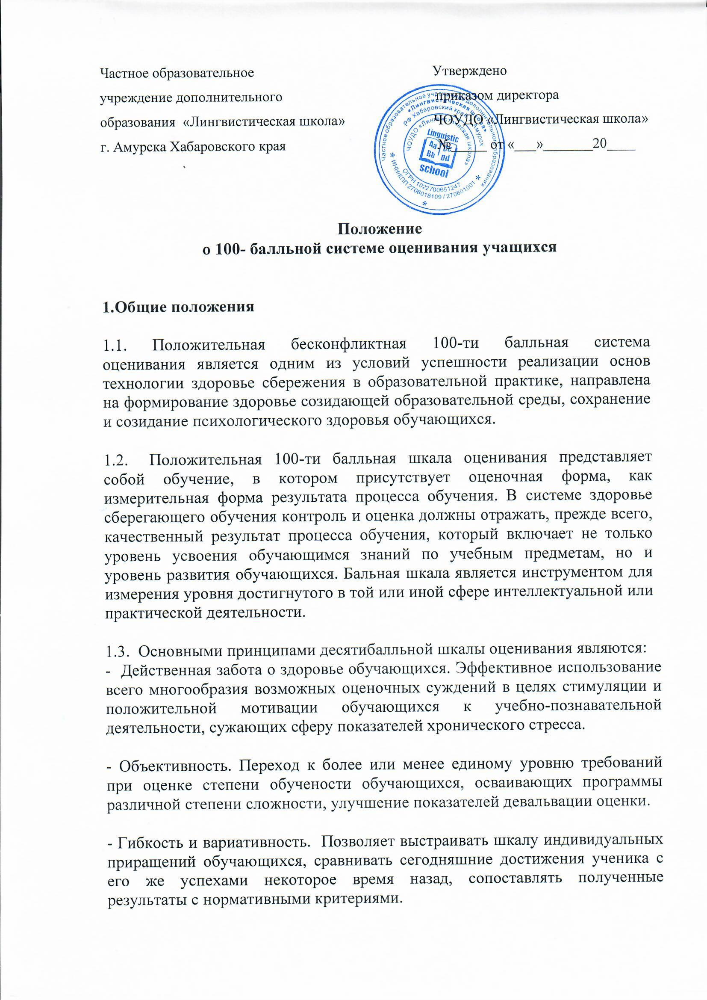 Частное образовательное
учреждение дополнительного
образования «Лингвистическая школа»
г. Амурска Хабаровского края
Утверждено
приказом директора
ЧОУДО «Лингвистическая школа»
№_____ от «___»_______20____
Частное образовательное учреждение дополнительного образования
«Лингвистическая школа»
РФ Хабаровский край г. Амурск
ИНН/КПП 2706018109 / 270601001
ЧОУДО «Лингвистическая школа»
ОГРН 1022700651247
Linguistic
Aa Cc
Bb Dd
school
Положение
о 100- балльной системе оценивания учащихся
1.Общие положения
1.1. Положительная бесконфликтная 100-ти балльная система
оценивания является одним из условий успешности реализации основ
технологии здоровье сбережения в образовательной практике, направлена
на формирование здоровье созидающей образовательной среды, сохранение
и созидание психологического здоровья обучающихся.
1.2. Положительная 100-ти балльная шкала оценивания представляет
собой обучение, в котором присутствует оценочная форма, как
измерительная форма результата процесса обучения. В системе здоровье
сберегающего обучения контроль и оценка должны отражать, прежде всего,
качественный результат процесса обучения, который включает не только
уровень усвоения обучающимся знаний по учебным предметам, но и
уровень развития обучающихся. Бальная шкала является инструментом для
измерения уровня достигнутого в той или иной сфере интеллектуальной или
практической деятельности.
1.3. Основными принципами десятибалльной шкалы оценивания являются:
- Действенная забота о здоровье обучающихся. Эффективное использование
всего многообразия возможных оценочных суждений в целях стимуляции и
положительной мотивации обучающихся к учебно-познавательной
деятельности, сужающих сферу показателей хронического стресса.
- Объективность. Переход к более или менее единому уровню требований
при оценке степени обучености обучающихся, осваивающих программы
различной степени сложности, улучшение показателей девальвации оценки.
- Гибкость и вариативность. Позволяет выстраивать шкалу индивидуальных
приращений обучающихся, сравнивать сегодняшние достижения ученика с
его же успехами некоторое время назад, сопоставлять полученные
результаты с нормативными критериями.